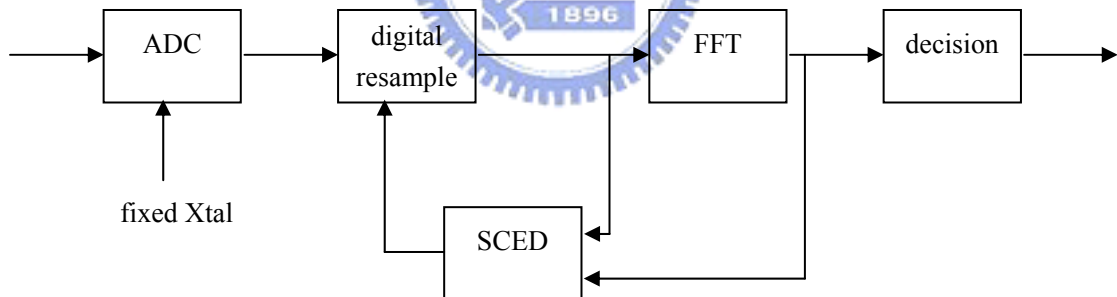 1896
ADC
digital
resample
FFT
decision
fixed Xtal
SCED